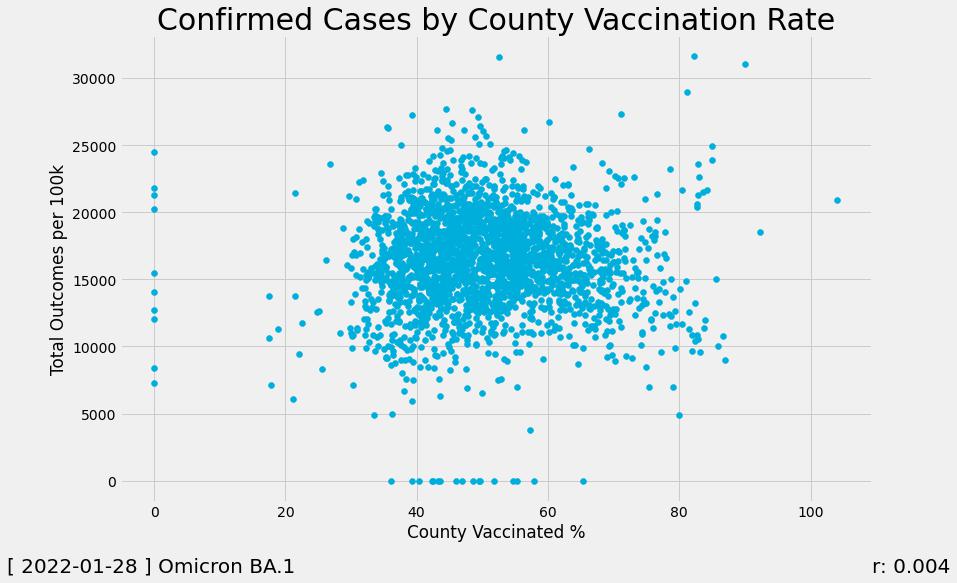 Confirmed Cases by County Vaccination Rate
Total Outcomes per 100k
30000
25000
20000
15000
10000
5000
0
0 20 40 60 80 100
County Vaccinated %
[ 2022-01-28 ] Omicron BA.1
r: 0.004